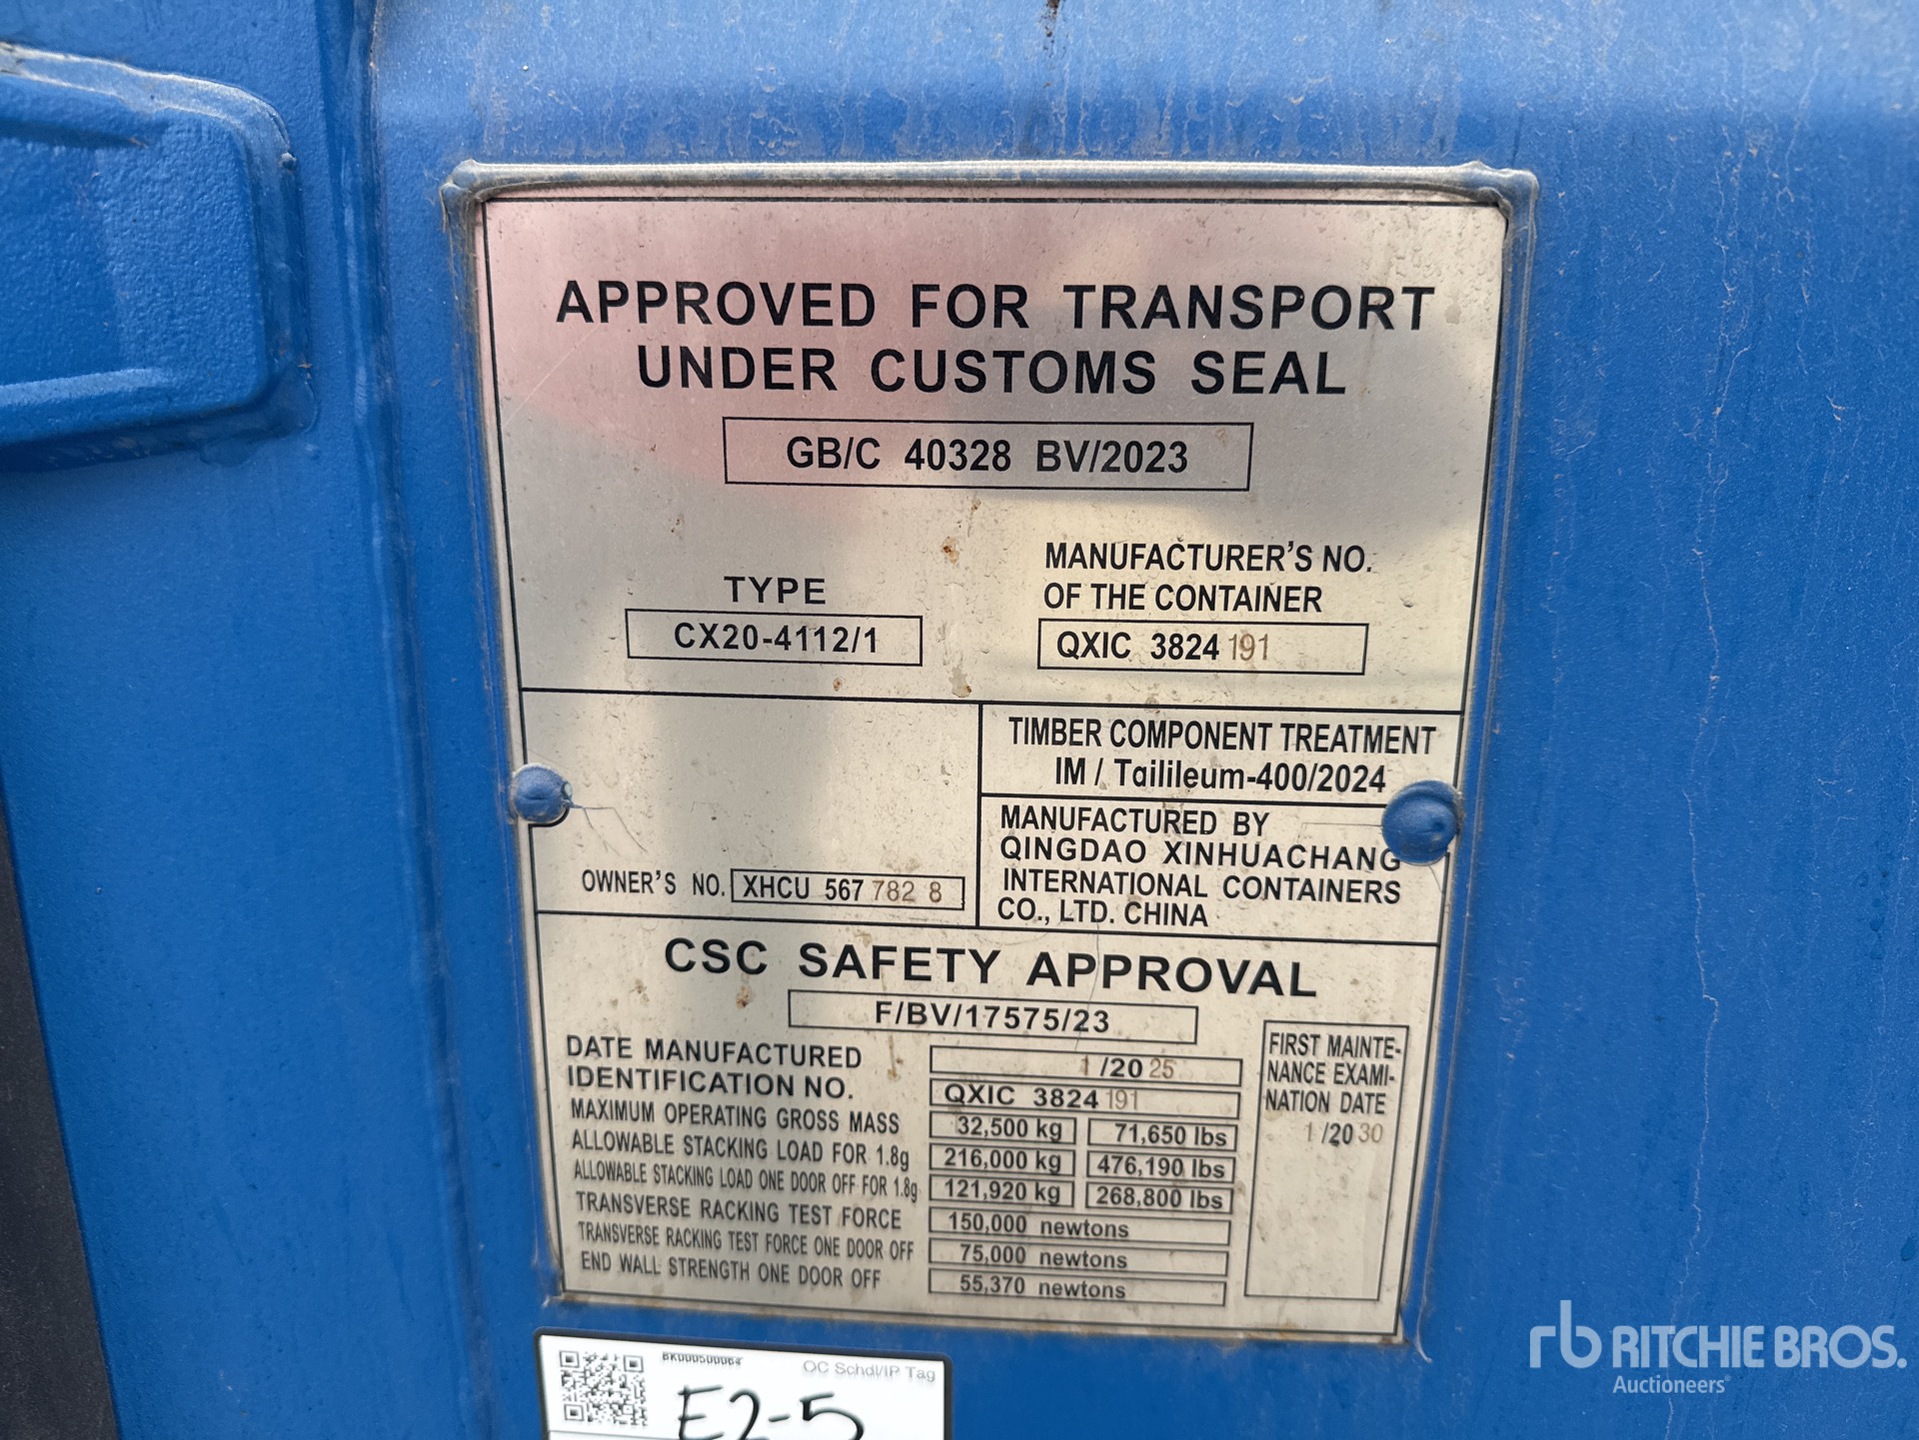 APPROVED FOR TRANSPORT
UNDER CUSTOMS SEAL
GB/C 40328 BV/2023
TYPE
CX20-4112/1
MANUFACTURER'S NO.
OF THE CONTAINER
QXIC 3824 191
TIMBER COMPONENT TREATMENT
IM / Tailileum-400/2024
MANUFACTURED BY
QINGDAO XINHUACHANG
INTERNATIONAL CONTAINERS
CO., LTD. CHINA
OWNER'S NO. XHCU 567 782 8
CSC SAFETY APPROVAL
F/BV/17575/23
DATE MANUFACTURED 1 /20 25
IDENTIFICATION NO. QXIC 3824 191
MAXIMUM OPERATING GROSS MASS 32,500 kg 71,650 lbs
ALLOWABLE STACKING LOAD FOR 1.8g 216,000 kg 476,190 lbs
ALLOWABLE STACKING LOAD ONE DOOR OFF FOR 1.8g 121,920 kg 268,800 lbs
TRANSVERSE RACKING TEST FORCE 150,000 newtons
TRANSVERSE RACKING TEST FORCE ONE DOOR OFF 75,000 newtons
END WALL STRENGTH ONE DOOR OFF 55,370 newtons
FIRST MAINTE-
NANCE EXAMI-
NATION DATE
1 /20 30
BK000500064
OC Schdl/IP Tag
E2-5
rb RITCHIE BROS.
Auctioneers